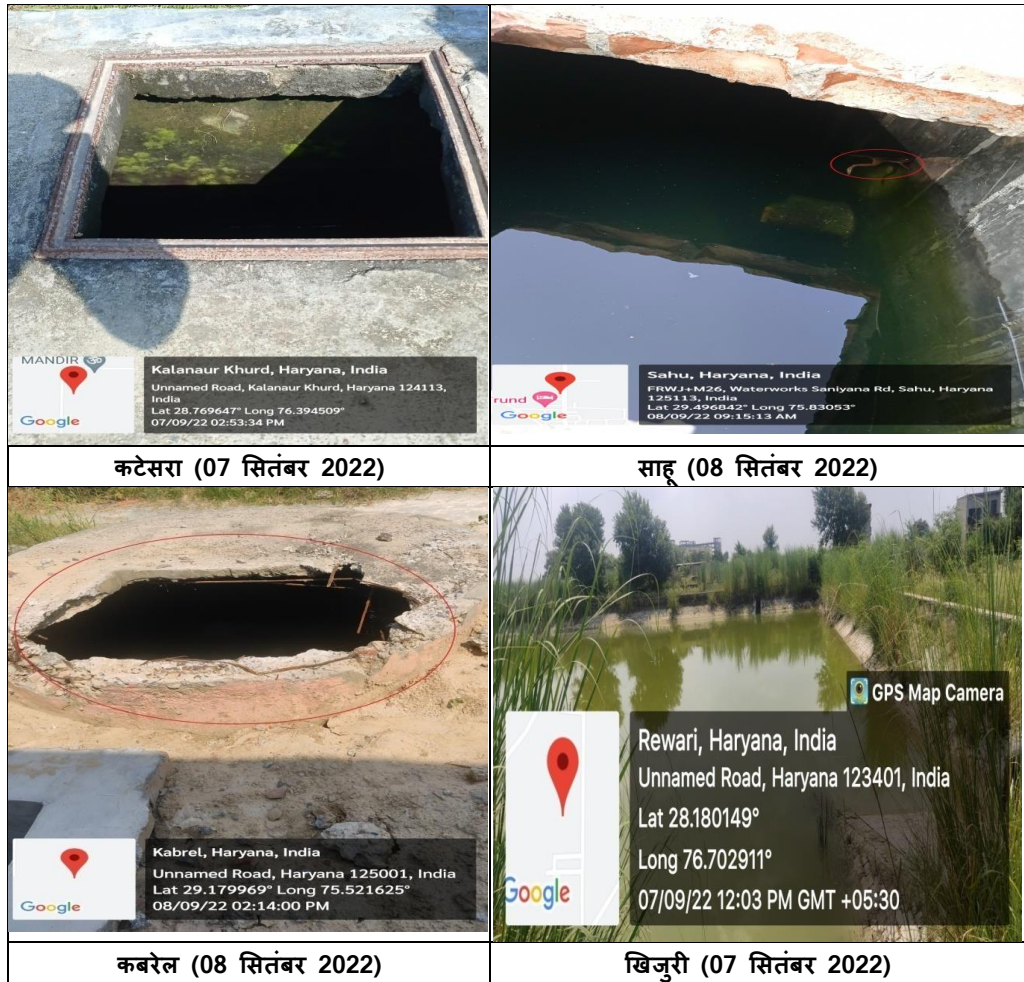 MANDIR
Google
Kalanaur Khurd, Haryana, India
Unnamed Road, Kalanaur Khurd, Haryana 124113,
India
Lat 28.769647° Long 76.394509°
07/09/22 02:53:34 PM
rund
Google
Sahu, Haryana, India
FRWJ+M26, Waterworks Saniyana Rd, Sahu, Haryana
125113, India
Lat 29.496842° Long 75.83053°
08/09/22 09:15:13 AM
कटेसरा (07 सितंबर 2022)
साहू (08 सितंबर 2022)
Google
Kabrel, Haryana, India
Unnamed Road, Haryana 125001, India
Lat 29.179969° Long 75.521625°
08/09/22 02:14:00 PM
GPS Map Camera
Google
Rewari, Haryana, India
Unnamed Road, Haryana 123401, India
Lat 28.180149°
Long 76.702911°
07/09/22 12:03 PM GMT +05:30
कबरेल (08 सितंबर 2022)
खिजुरी (07 सितंबर 2022)